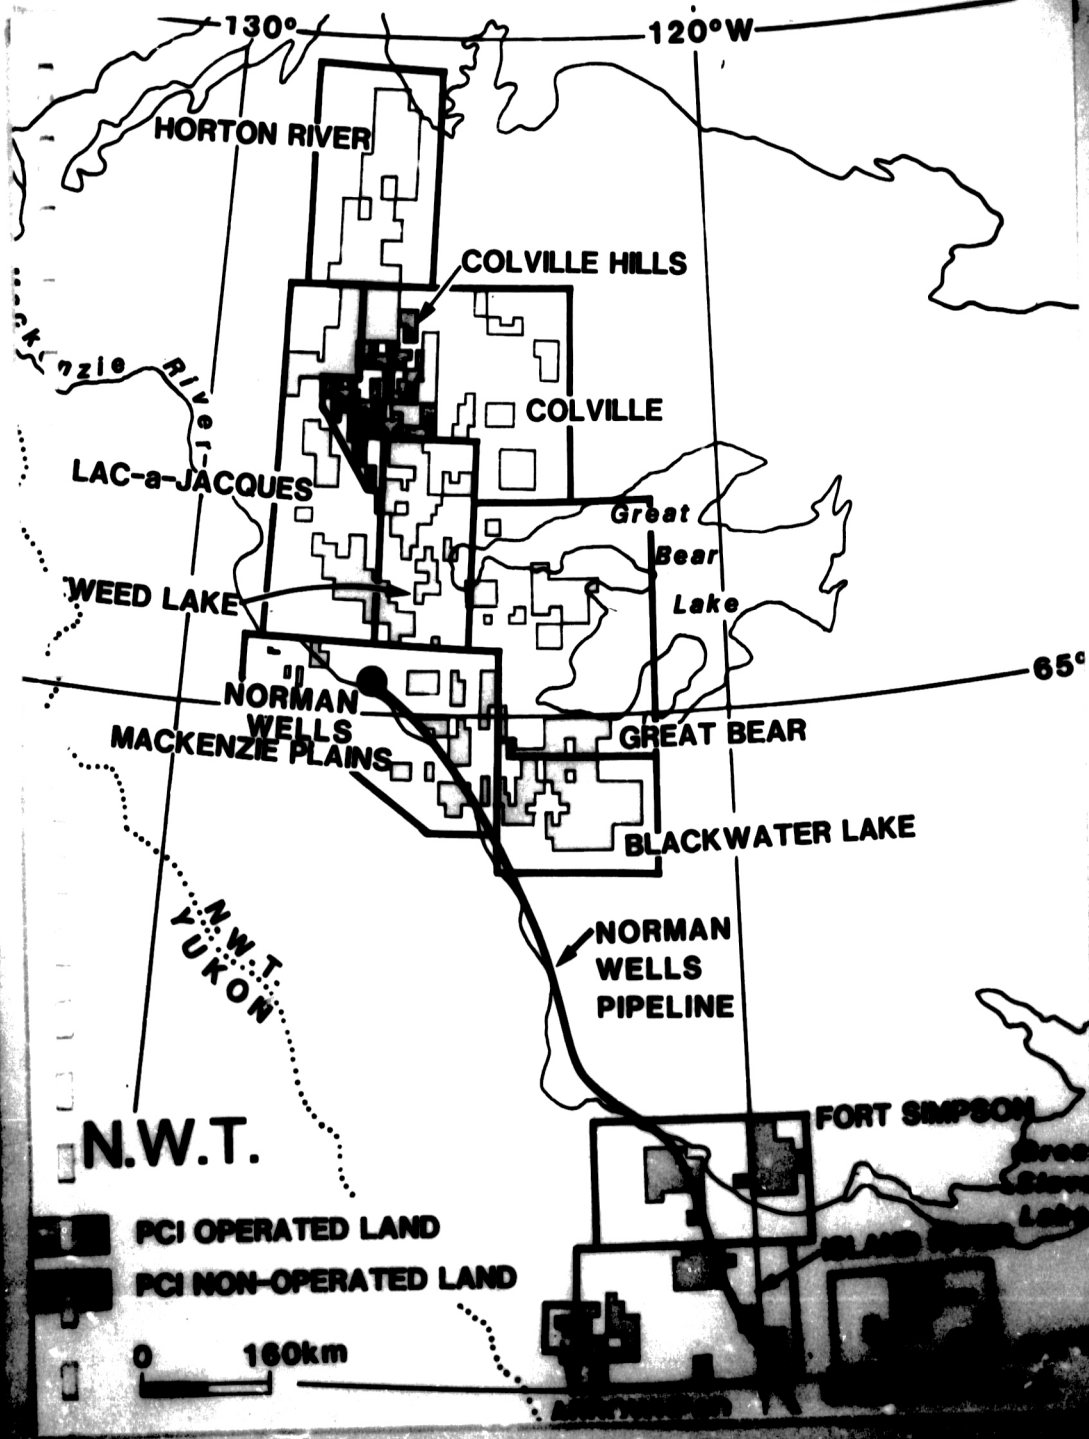 130°
120°W
HORTON RIVER
COLVILLE HILLS
River
COLVILLE
LAC-a-JACQUES
Great
Bear
Lake
WEED LAKE
65°
NORMAN
WELLS
MACKENZIE PLAINS
GREAT BEAR
BLACKWATER LAKE
N.W.T.
YUKON
NORMAN
WELLS
PIPELINE
FORT SIMPSON
N.W.T.
PCI OPERATED LAND
PCI NON-OPERATED LAND
ISLAND
0 160km